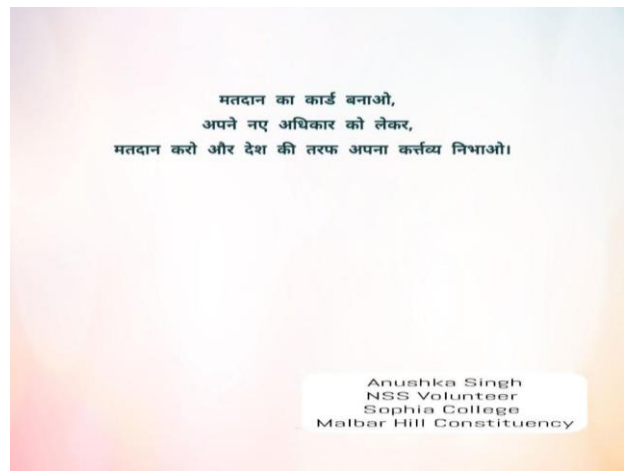 मतदान का कार्ड बनाओ,
अपने नए अधिकार को लेकर,
मतदान करो और देश की तरफ अपना कर्त्तव्य निभाओ।
Anushka Singh
NSS Volunteer
Sophia College
Malbar Hill Constituency